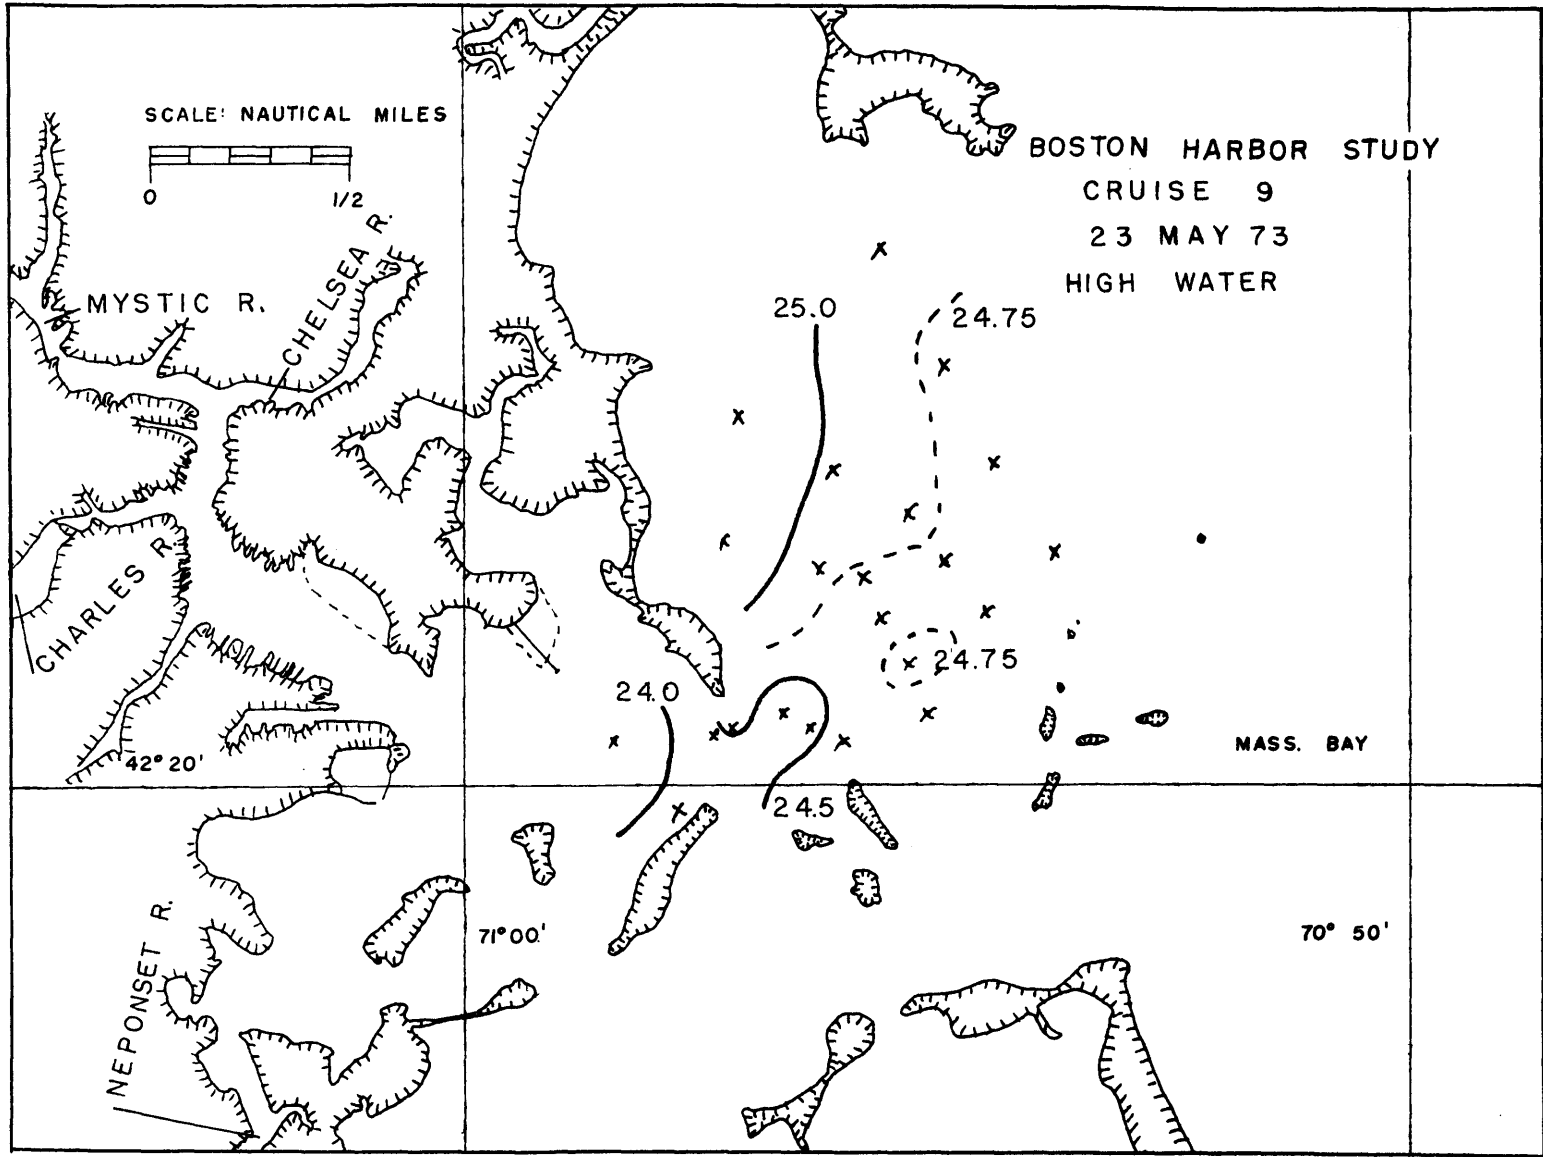 SCALE: NAUTICAL MILES
0 1/2
BOSTON HARBOR STUDY
CRUISE 9
23 MAY 73
HIGH WATER
CHELSEA R.
MYSTIC R.
25.0
24.75
CHARLES R.
24.75
24.0
42° 20'
MASS. BAY
24.5
71° 00'
70° 50'
NEPONSET R.